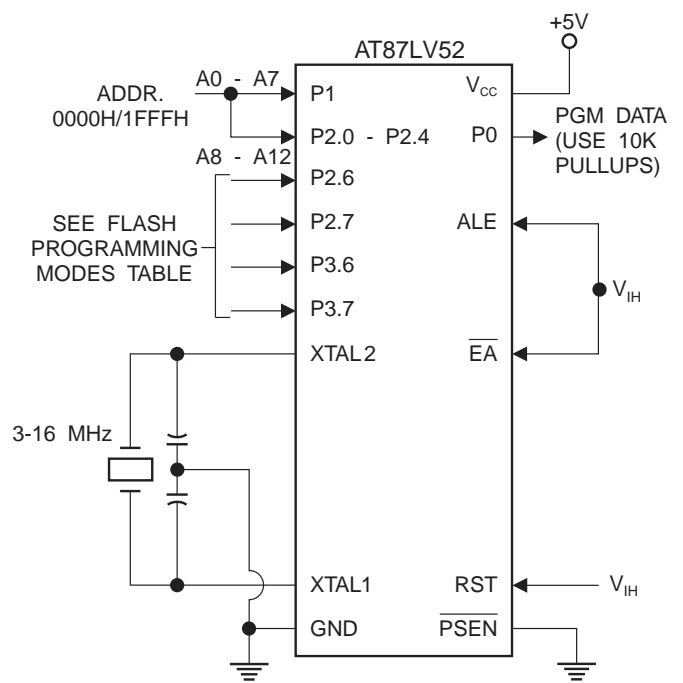 +5V
AT87LV52
A0 - A7
ADDR.
0000H/1FFFH
P1
VCC
P2.0 - P2.4
P0
PGM DATA
(USE 10K
PULLUPS)
A8 - A12
P2.6
SEE FLASH
PROGRAMMING
MODES TABLE
P2.7
ALE
P3.6
VIH
P3.7
XTAL2
EA
3-16 MHz
XTAL1
RST
VIH
GND
PSEN